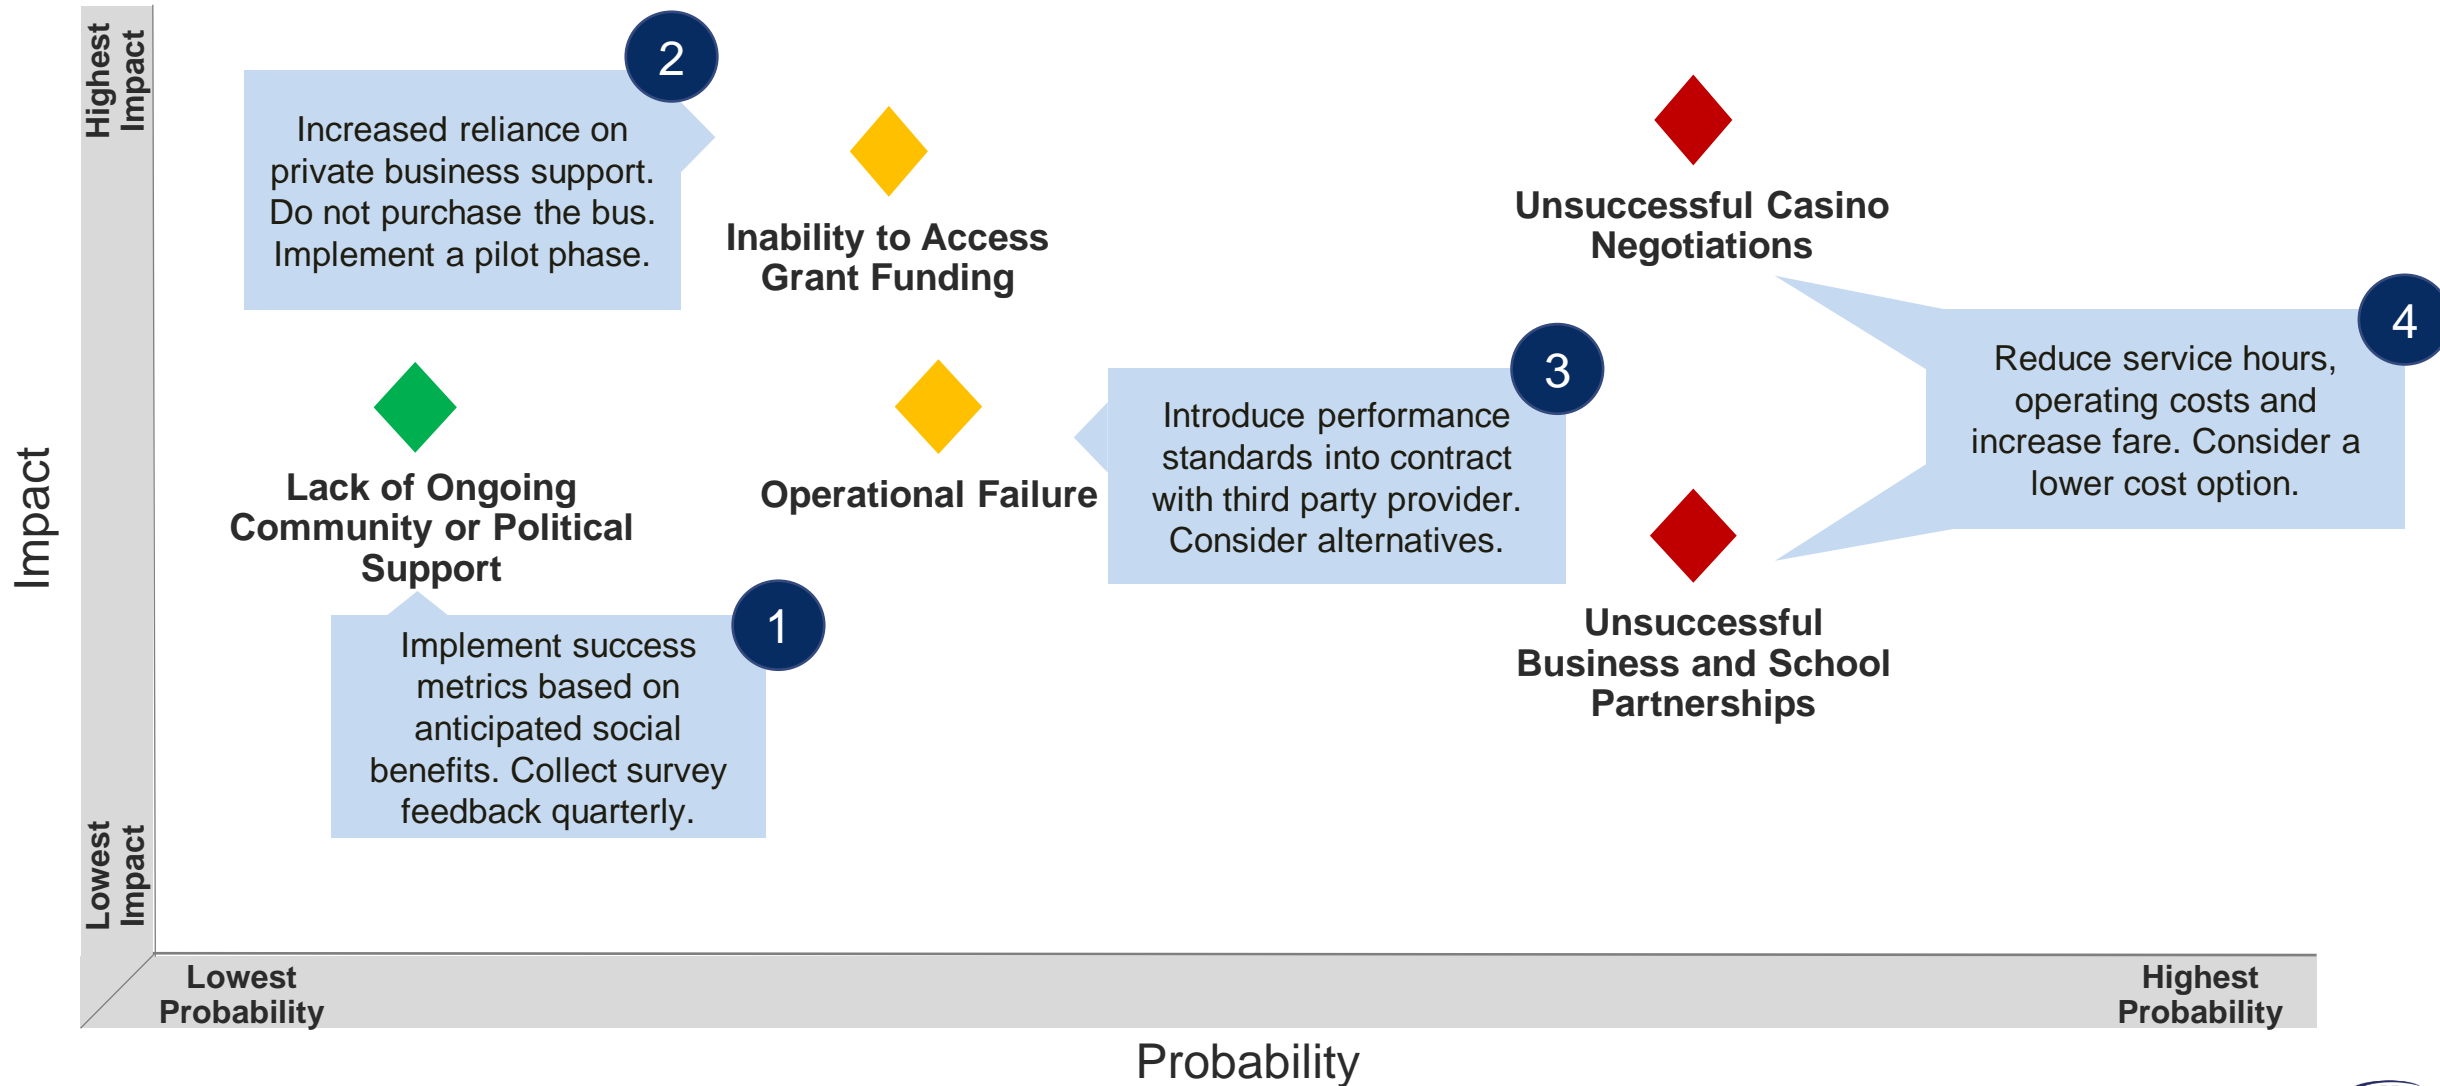 Highest
Impact
2
Increased reliance on
private business support.
Do not purchase the bus.
Implement a pilot phase.
Inability to Access
Grant Funding
Unsuccessful Casino
Negotiations
4
Reduce service hours,
operating costs and
increase fare. Consider a
lower cost option.
3
Introduce performance
standards into contract
with third party provider.
Consider alternatives.
Operational Failure
Lack of Ongoing
Community or Political
Support
1
Implement success
metrics based on
anticipated social
benefits. Collect survey
feedback quarterly.
Unsuccessful
Business and School
Partnerships
Impact
Lowest
Impact
Lowest
Probability
Highest
Probability
Probability